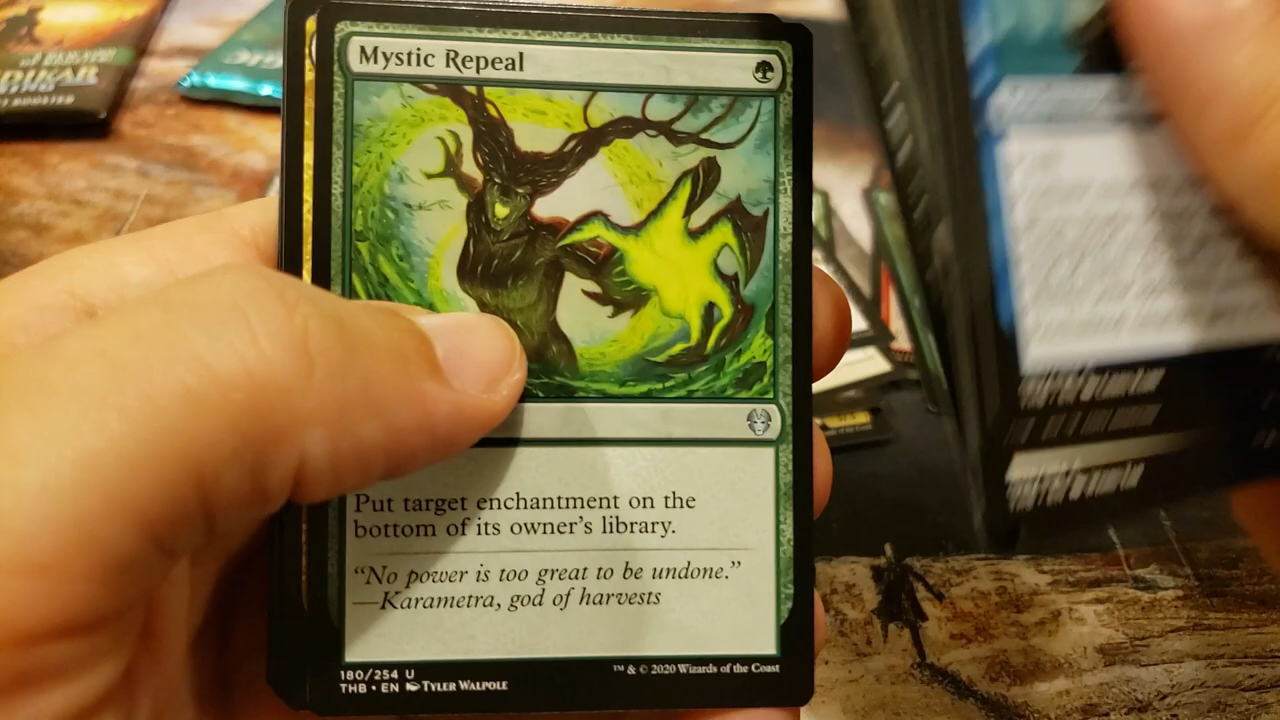 DIKAR
Mystic Repeal
Put target enchantment on the
bottom of its owner's library.
“No power is too great to be undone.”
—Karametra, god of harvests
180/254 U
THB • EN TYLER WALPOLE
™ & © 2020 Wizards of the Coast